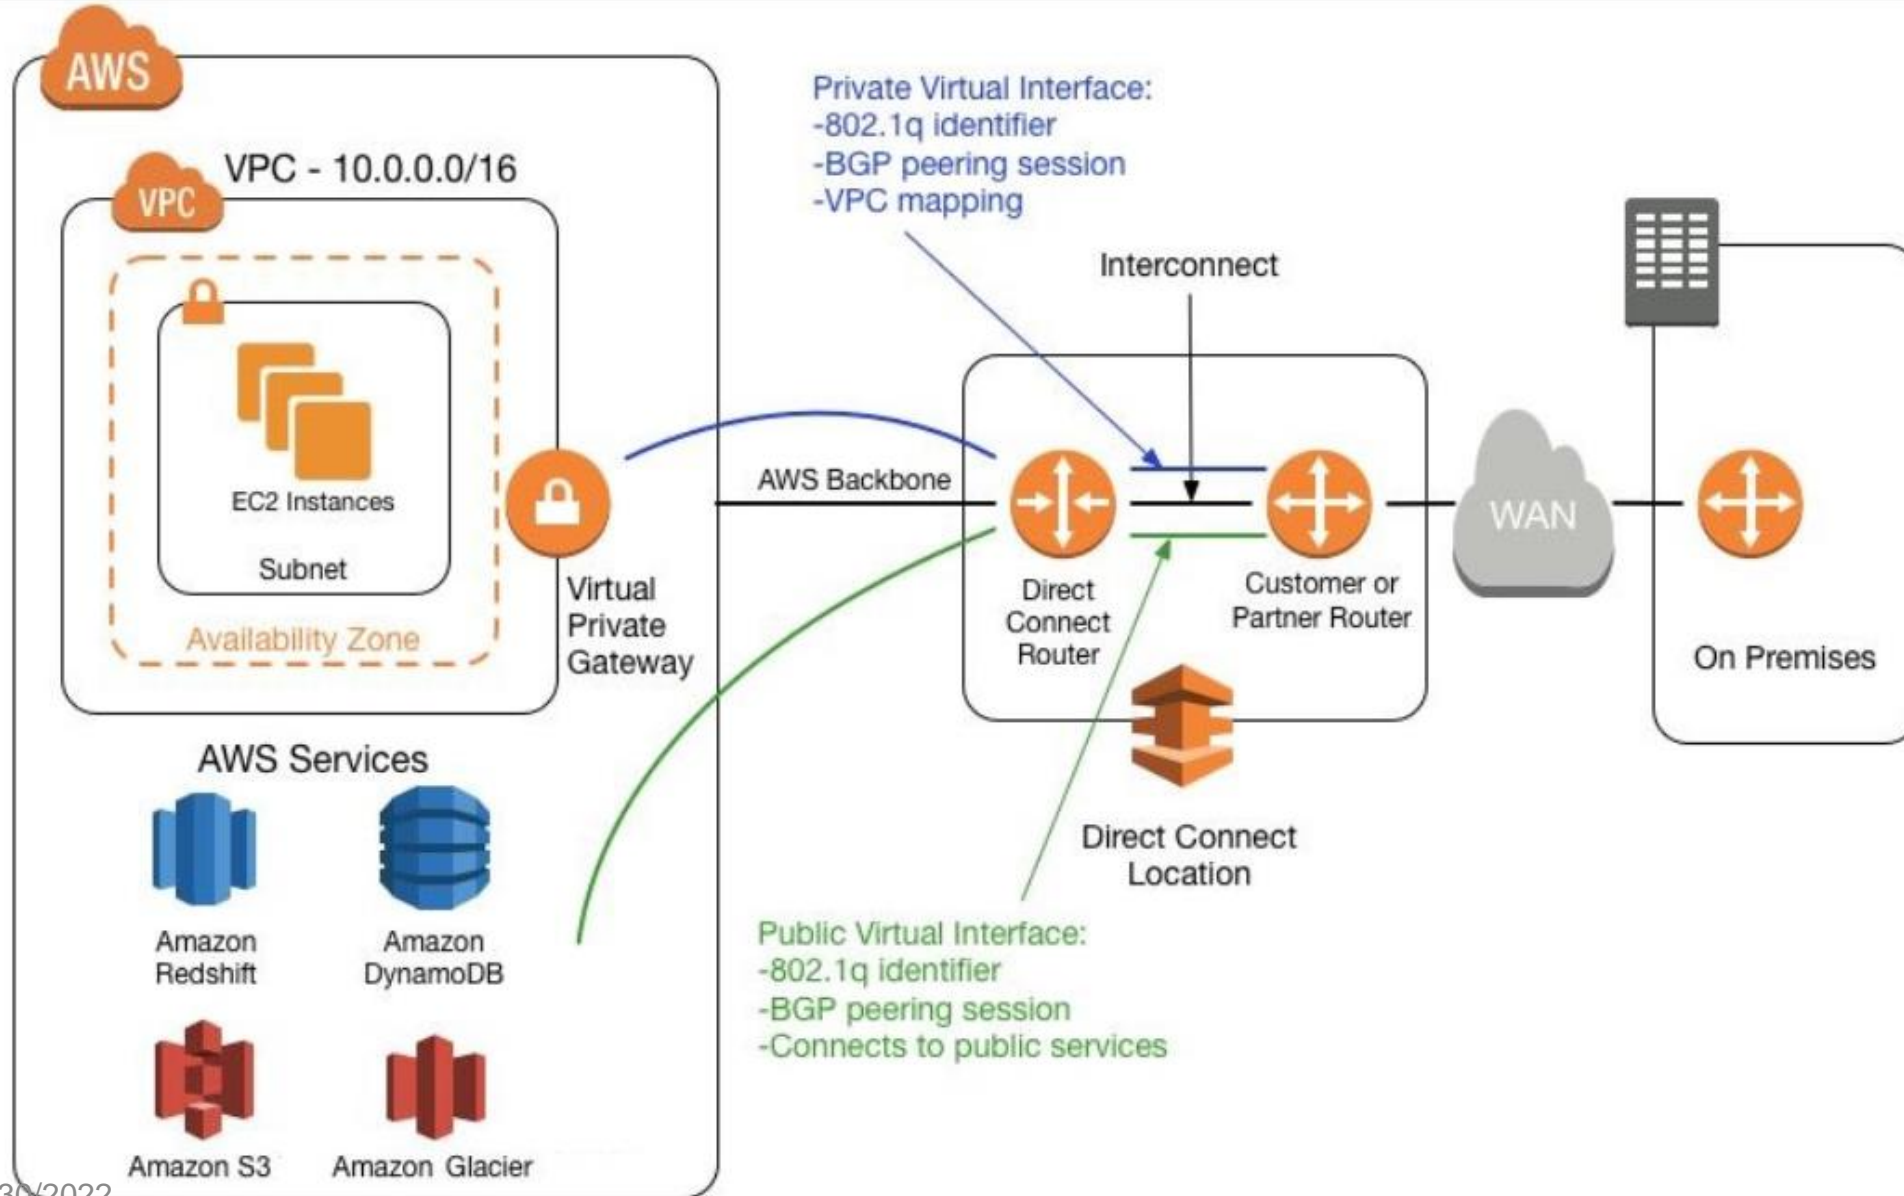 AWS
VPC - 10.0.0.0/16
VPC
EC2 Instances
Subnet
Availability Zone
Virtual
Private
Gateway
AWS Services
Amazon
Redshift
Amazon
DynamoDB
Amazon S3
Amazon Glacier
Private Virtual Interface:
-802.1q identifier
-BGP peering session
-VPC mapping
Interconnect
AWS Backbone
Direct
Connect
Router
Customer or
Partner Router
Direct Connect
Location
Public Virtual Interface:
-802.1q identifier
-BGP peering session
-Connects to public services
WAN
On Premises
30/2022